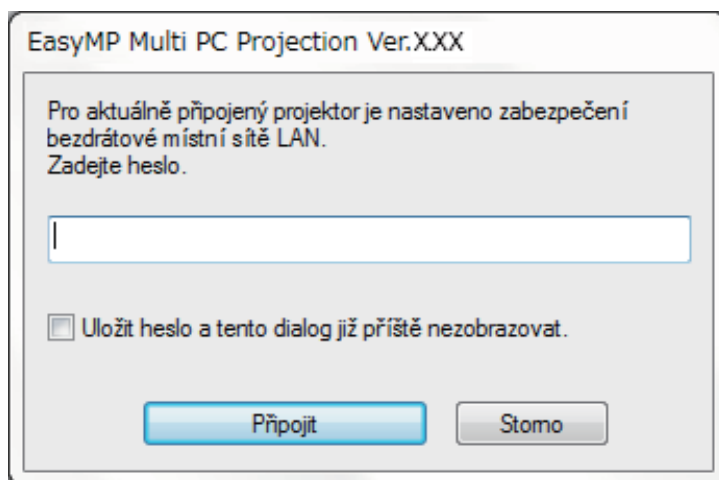 EasyMP Multi PC Projection Ver.XXX
Pro aktuálně připojený projektor je nastaveno zabezpečení
bezdrátové místní sítě LAN.
Zadejte heslo.
Uložit heslo a tento dialog již příště nezobrazovat.
Připojit
Storno